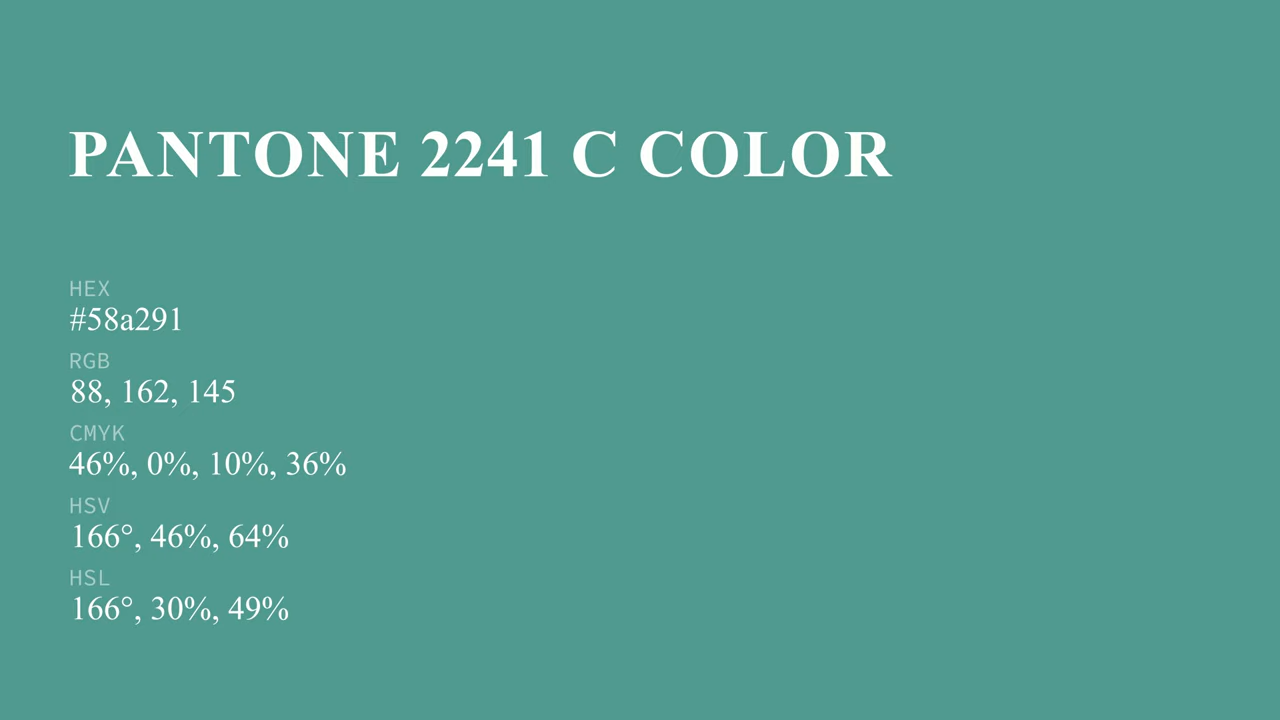 PANTONE 2241 C COLOR
HEX
#58a291
RGB
88, 162, 145
CMYK
46%, 0%, 10%, 36%
HSV
166°, 46%, 64%
HSL
166°, 30%, 49%